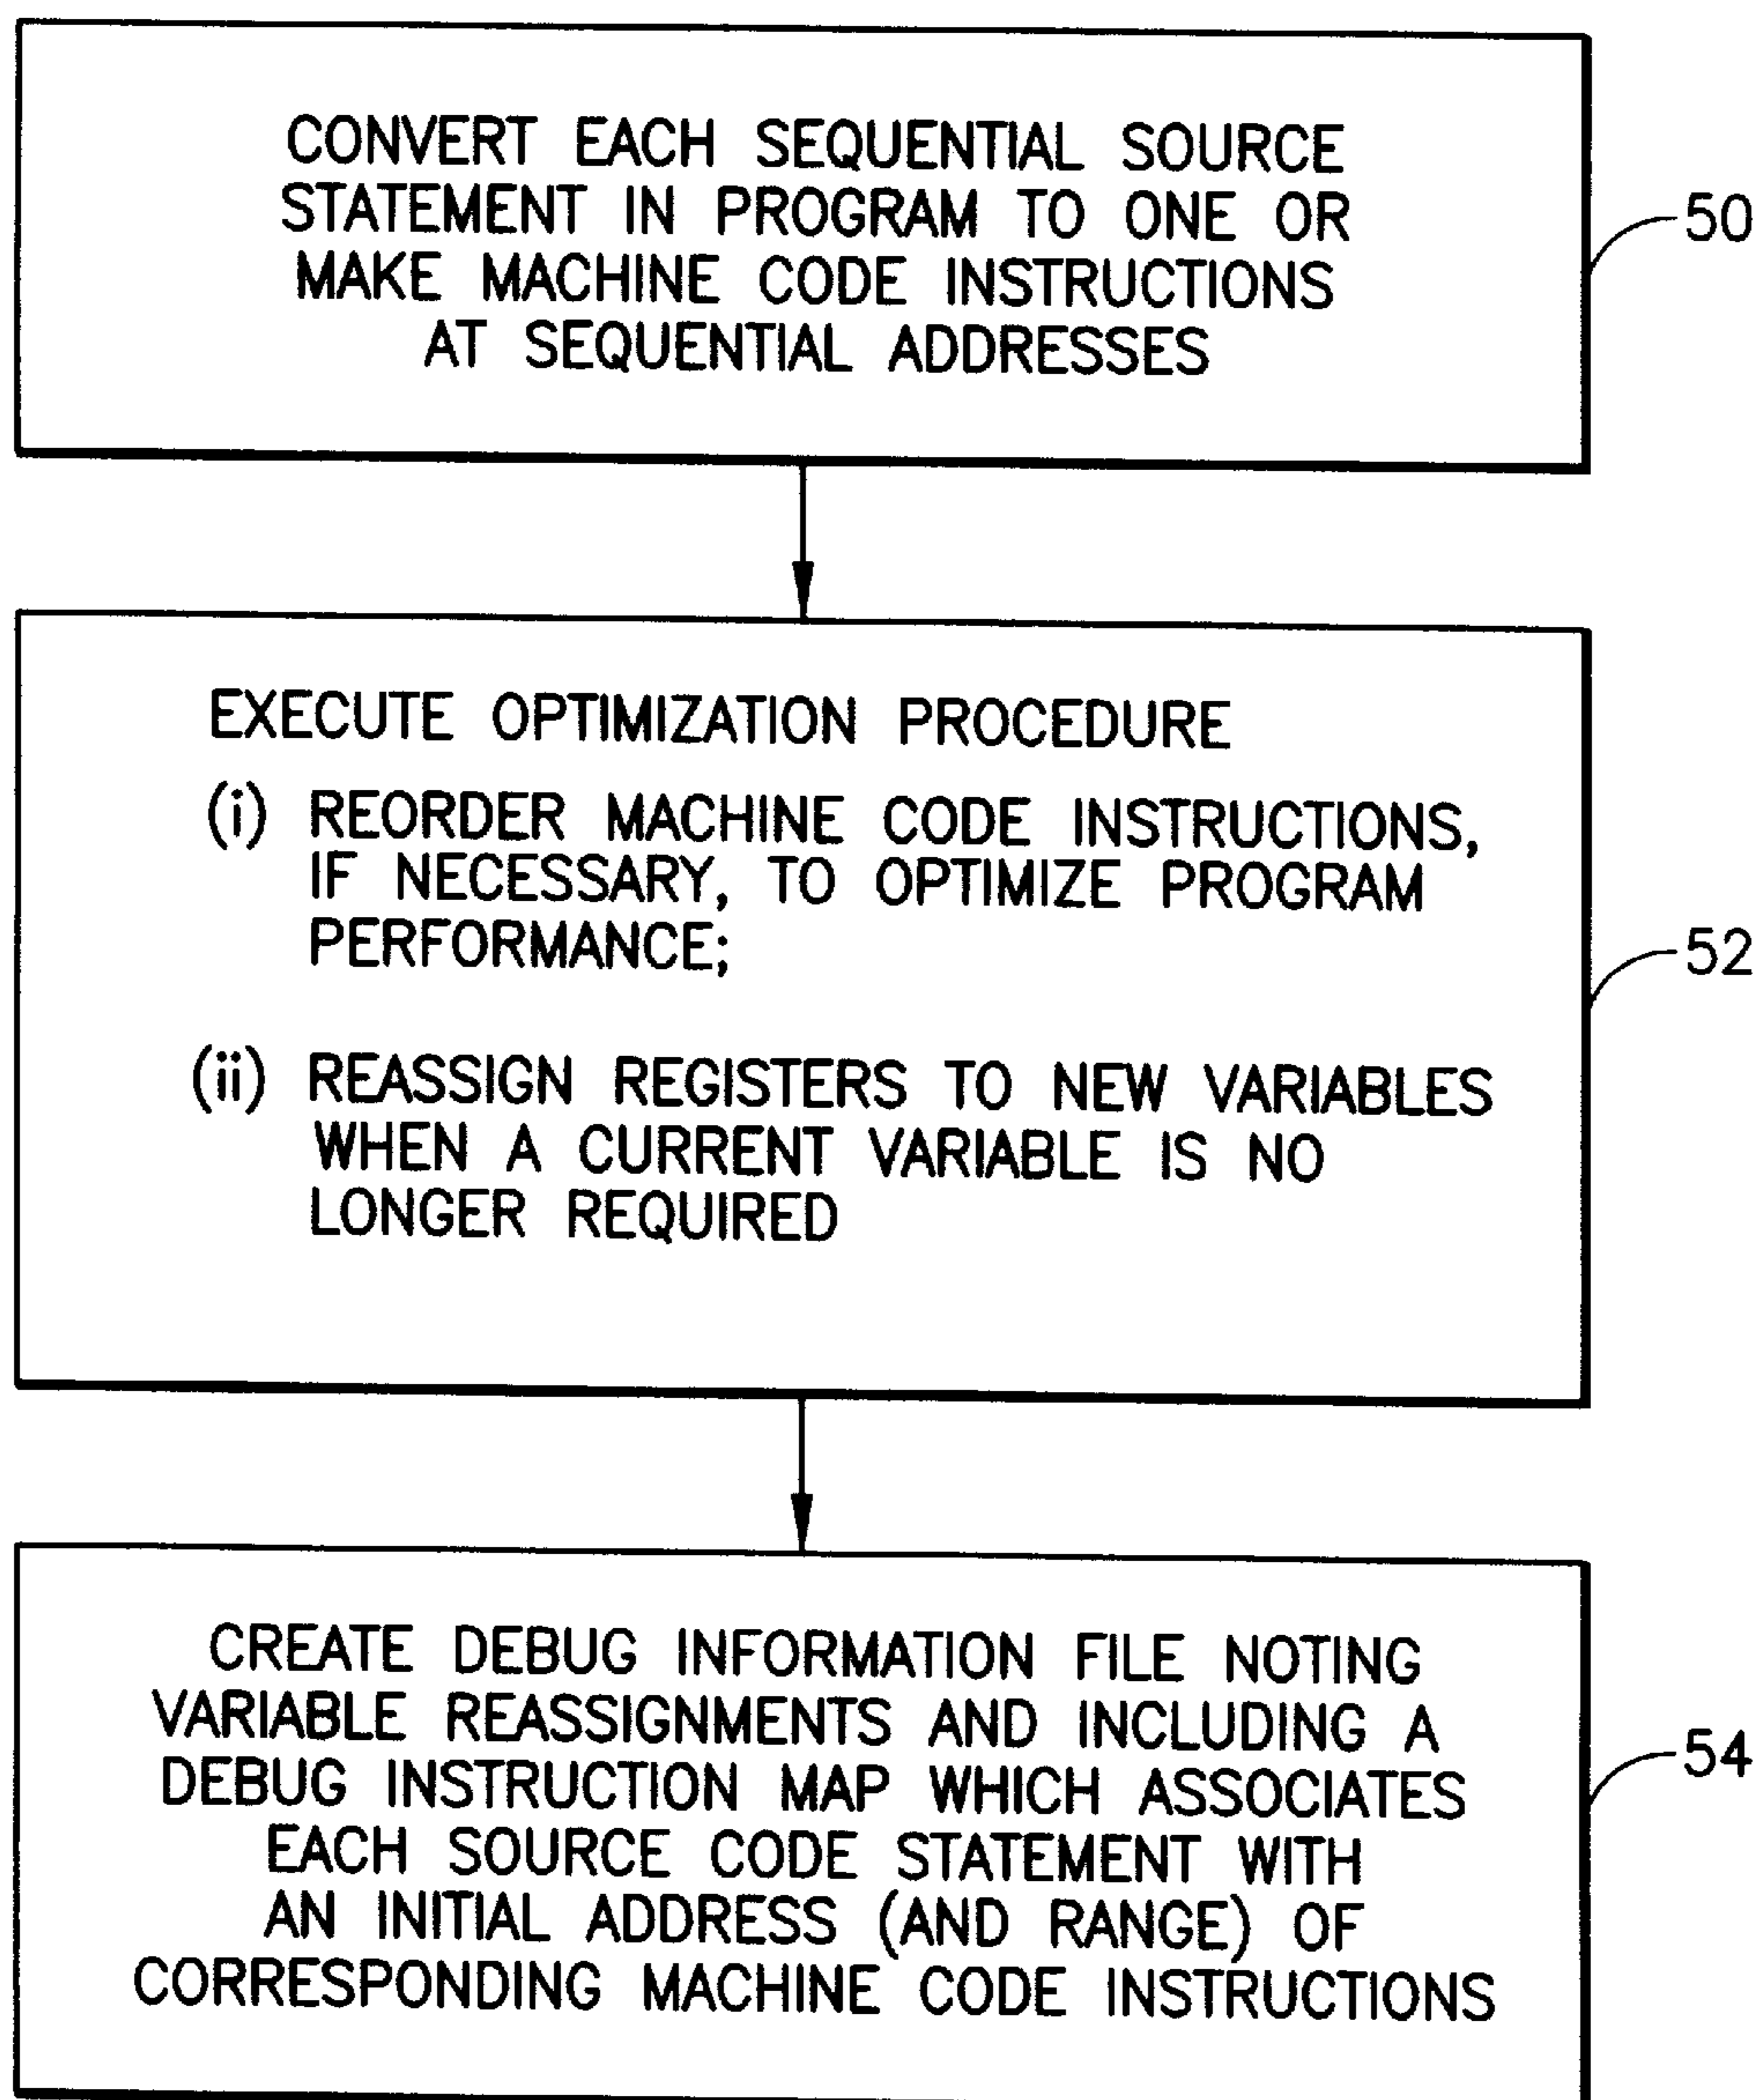 CONVERT EACH SEQUENTIAL SOURCE
STATEMENT IN PROGRAM TO ONE OR
MAKE MACHINE CODE INSTRUCTIONS
AT SEQUENTIAL ADDRESSES
50
EXECUTE OPTIMIZATION PROCEDURE
(i) REORDER MACHINE CODE INSTRUCTIONS,
IF NECESSARY, TO OPTIMIZE PROGRAM
PERFORMANCE;
52
(ii) REASSIGN REGISTERS TO NEW VARIABLES
WHEN A CURRENT VARIABLE IS NO
LONGER REQUIRED
CREATE DEBUG INFORMATION FILE NOTING
VARIABLE REASSIGNMENTS AND INCLUDING A
DEBUG INSTRUCTION MAP WHICH ASSOCIATES
54
EACH SOURCE CODE STATEMENT WITH
AN INITIAL ADDRESS (AND RANGE) OF
CORRESPONDING MACHINE CODE INSTRUCTIONS